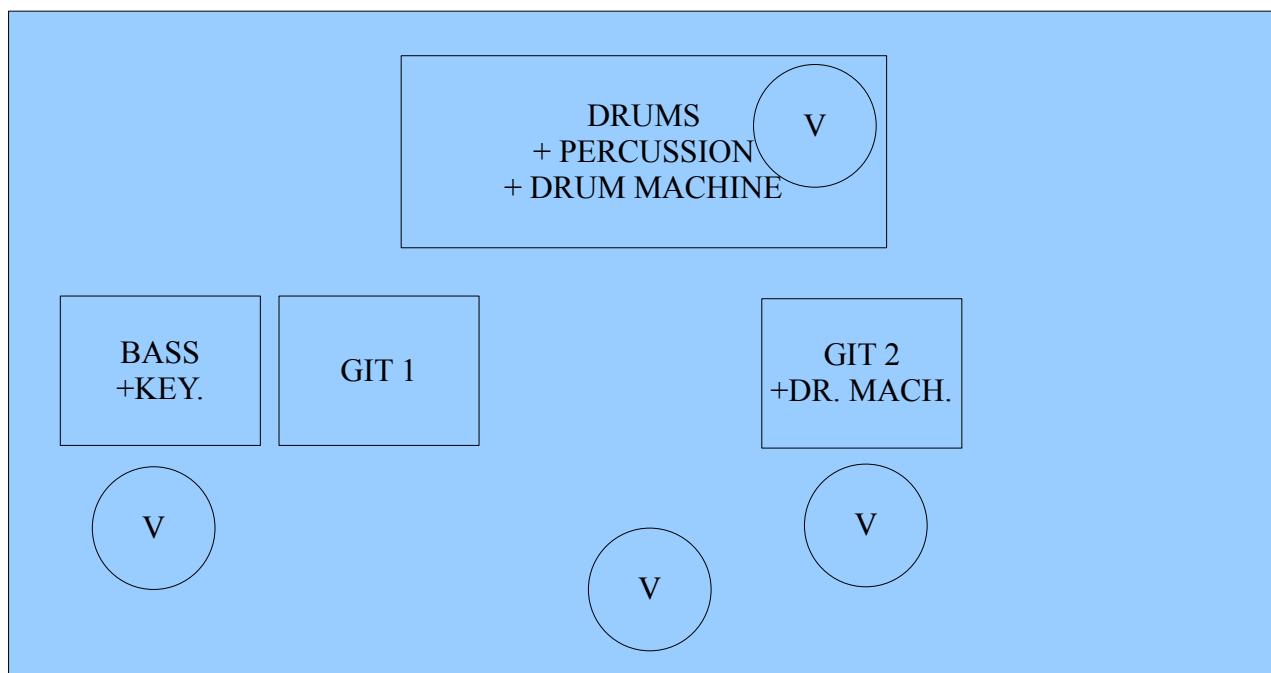 DRUMS
+ PERCUSSION
+ DRUM MACHINE
V
BASS
+KEY.
GIT 1
GIT 2
+DR. MACH.
V
V
V